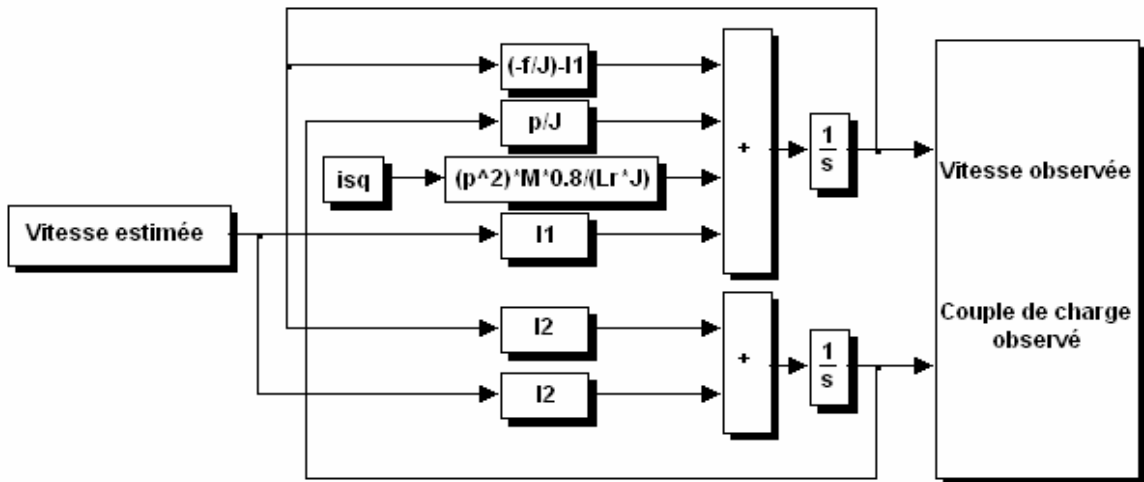 (-f/J)-l1
p/J
isq
(p^2)*M*0.8/(Lr*J)
Vitesse estimée
l1
l2
l2
+
+
1
s
1
s
Vitesse observée
Couple de charge
observé